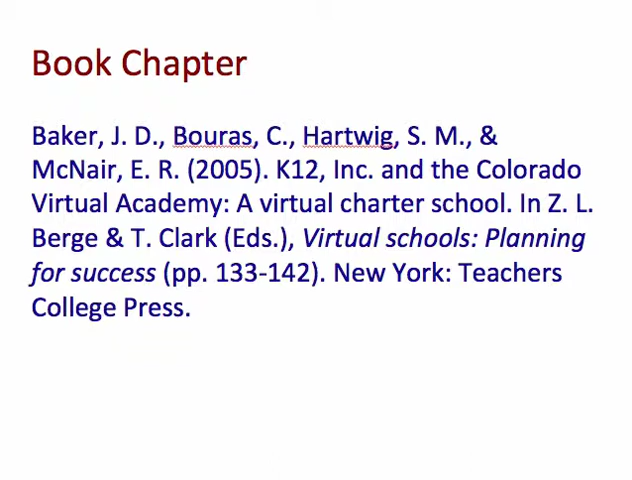 Book Chapter
Baker, J. D., Bouras, C., Hartwig, S. M., &
McNair, E. R. (2005). K12, Inc. and the Colorado
Virtual Academy: A virtual charter school. In Z. L.
Berge & T. Clark (Eds.), Virtual schools: Planning
for success (pp. 133-142). New York: Teachers
College Press.